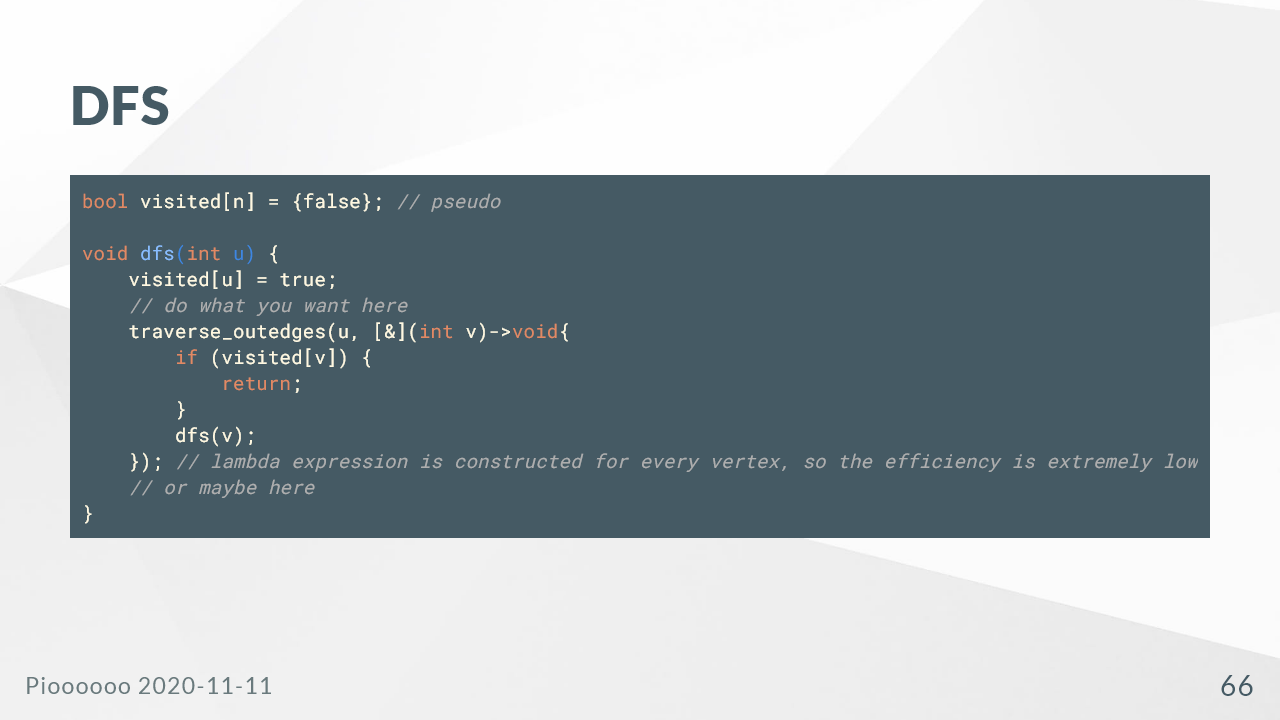 DFS
bool visited[n] = {false}; // pseudo
void dfs(int u) {
    visited[u] = true;
    // do what you want here
    traverse_outedges(u, [&](int v)->void{
        if (visited[v]) {
            return;
        }
        dfs(v);
    }); // lambda expression is constructed for every vertex, so the efficiency is extremely low
    // or maybe here
}
Pioooooo 2020-11-11
66